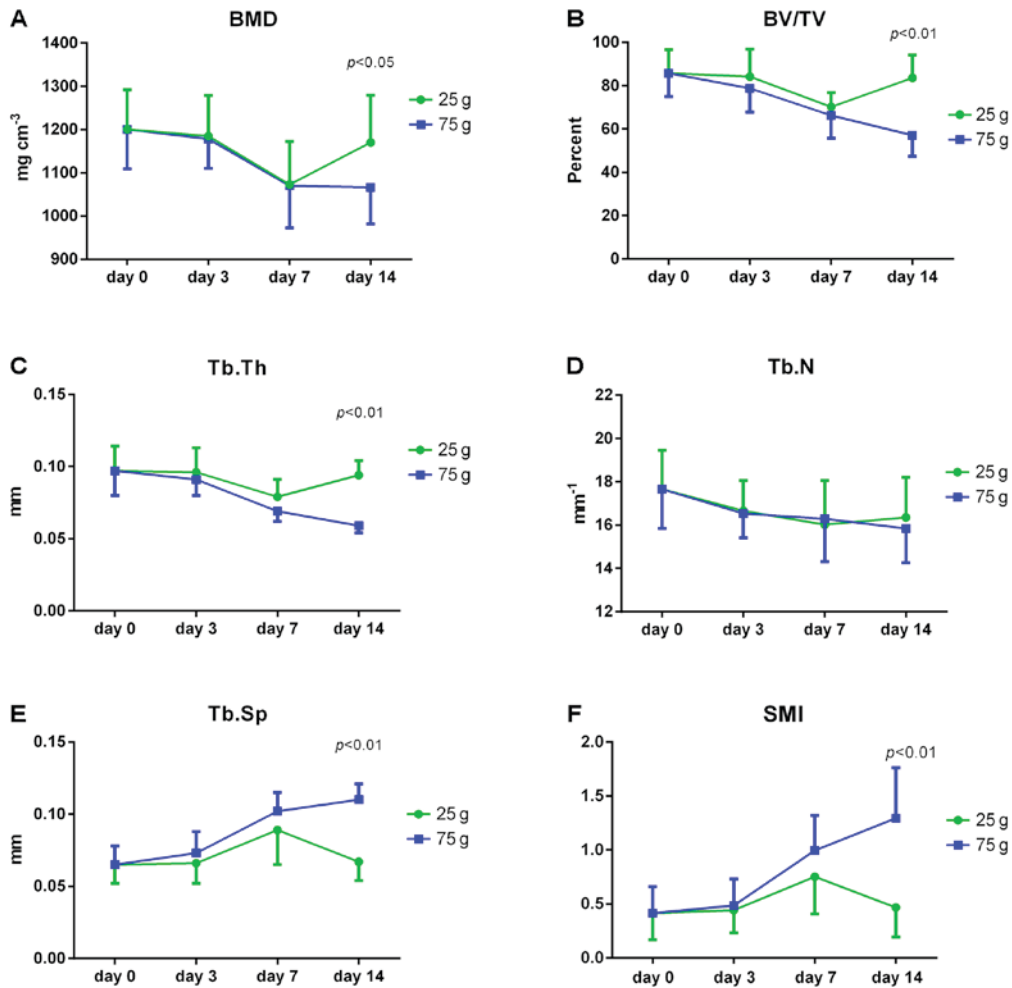 A
BMD
1400
1300
1200
1100
1000
900
mg cm⁻³
p<0.05
25 g
75 g
day 0 day 3 day 7 day 14
B
BV/TV
100
80
60
40
20
0
Percent
p<0.01
25 g
75 g
day 0 day 3 day 7 day 14
C
Tb.Th
0.15
0.10
0.05
0.00
mm
p<0.01
25 g
75 g
day 0 day 3 day 7 day 14
D
Tb.N
22
20
18
16
14
12
mm⁻¹
25 g
75 g
day 0 day 3 day 7 day 14
E
Tb.Sp
0.15
0.10
0.05
0.00
mm
p<0.01
25 g
75 g
day 0 day 3 day 7 day 14
F
SMI
2.0
1.5
1.0
0.5
0.0
p<0.01
25 g
75 g
day 0 day 3 day 7 day 14